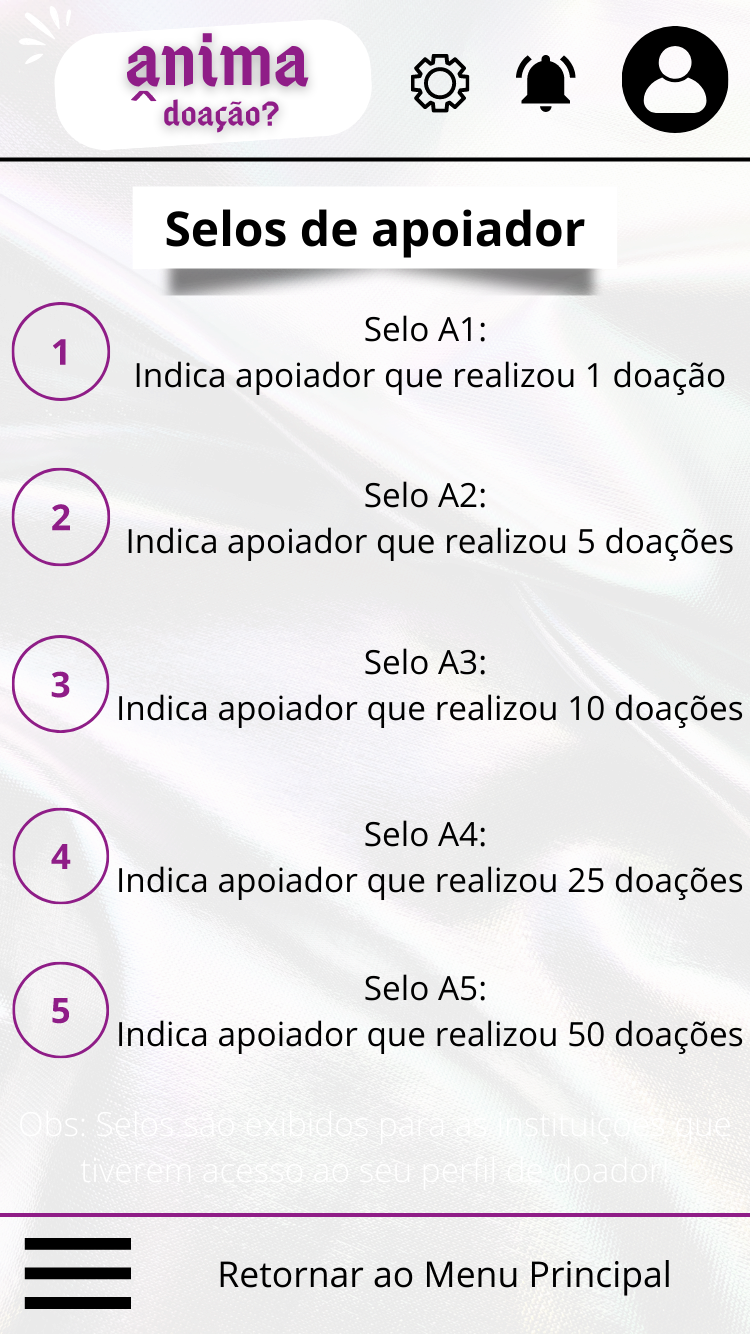 anima
^
doação?
Selos de apoiador
1
Selo A1:
Indica apoiador que realizou 1 doação
2
Selo A2:
Indica apoiador que realizou 5 doações
3
Selo A3:
Indica apoiador que realizou 10 doações
4
Selo A4:
Indica apoiador que realizou 25 doações
5
Selo A5:
Indica apoiador que realizou 50 doações
Obs: Selos são exibidos para as instituições que
tiverem acesso ao seu perfil de doador!
Retornar ao Menu Principal